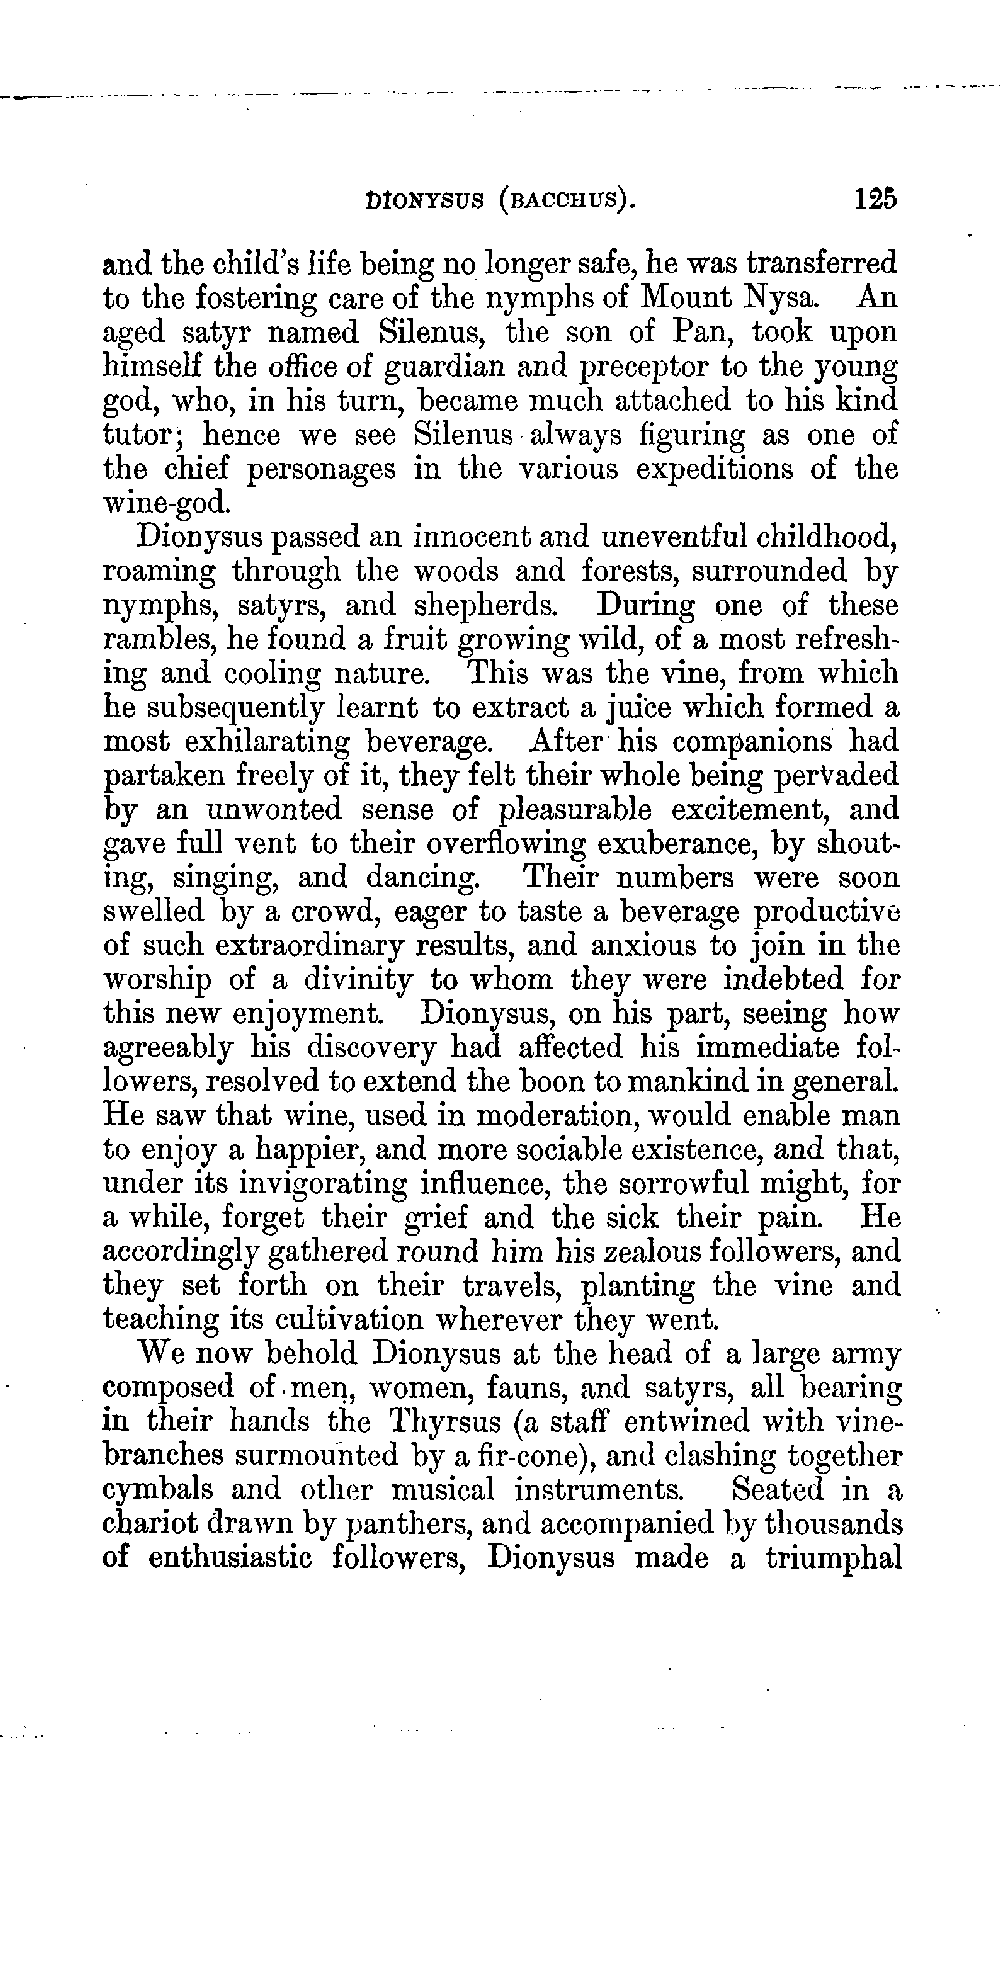 DIONYSUS (BACCHUS). 125
and the child's life being no longer safe, he was transferred
to the fostering care of the nymphs of Mount Nysa. An
aged satyr named Silenus, the son of Pan, took upon
himself the office of guardian and preceptor to the young
god, who, in his turn, became much attached to his kind
tutor; hence we see Silenus always figuring as one of
the chief personages in the various expeditions of the
wine-god.
Dionysus passed an innocent and uneventful childhood,
roaming through the woods and forests, surrounded by
nymphs, satyrs, and shepherds. During one of these
rambles, he found a fruit growing wild, of a most refresh-
ing and cooling nature. This was the vine, from which
he subsequently learnt to extract a juice which formed a
most exhilarating beverage. After his companions had
partaken freely of it, they felt their whole being pervaded
by an unwonted sense of pleasurable excitement, and
gave full vent to their overflowing exuberance, by shout-
ing, singing, and dancing. Their numbers were soon
swelled by a crowd, eager to taste a beverage productive
of such extraordinary results, and anxious to join in the
worship of a divinity to whom they were indebted for
this new enjoyment. Dionysus, on his part, seeing how
agreeably his discovery had affected his immediate fol-
lowers, resolved to extend the boon to mankind in general.
He saw that wine, used in moderation, would enable man
to enjoy a happier, and more sociable existence, and that,
under its invigorating influence, the sorrowful might, for
a while, forget their grief and the sick their pain. He
accordingly gathered round him his zealous followers, and
they set forth on their travels, planting the vine and
teaching its cultivation wherever they went.
We now behold Dionysus at the head of a large army
composed of men, women, fauns, and satyrs, all bearing
in their hands the Thyrsus (a staff entwined with vine-
branches surmounted by a fir-cone), and clashing together
cymbals and other musical instruments. Seated in a
chariot drawn by panthers, and accompanied by thousands
of enthusiastic followers, Dionysus made a triumphal